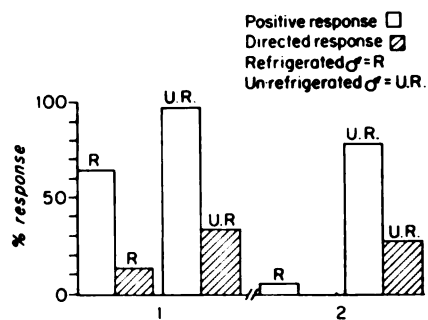 Positive response
Directed response
Refrigerated ♂ = R
Un-refrigerated ♂ = U.R.
% response
100
50
0
R
R
U.R.
U.R
R
U.R.
U.R.
1
2